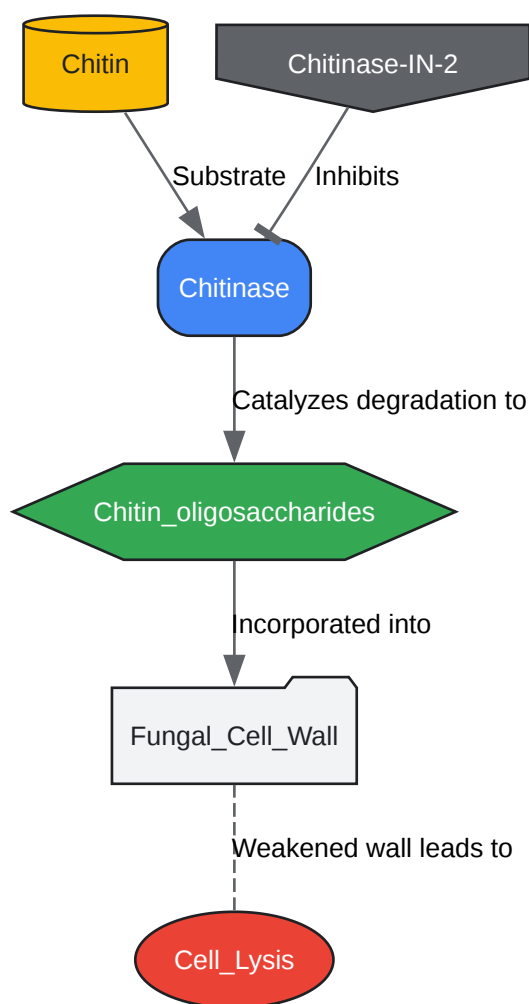 Chitin
Chitinase-IN-2
Substrate
Inhibits
Chitinase
Catalyzes degradation to
Chitin_oligosaccharides
Incorporated into
Fungal_Cell_Wall
Weakened wall leads to
Cell_Lysis